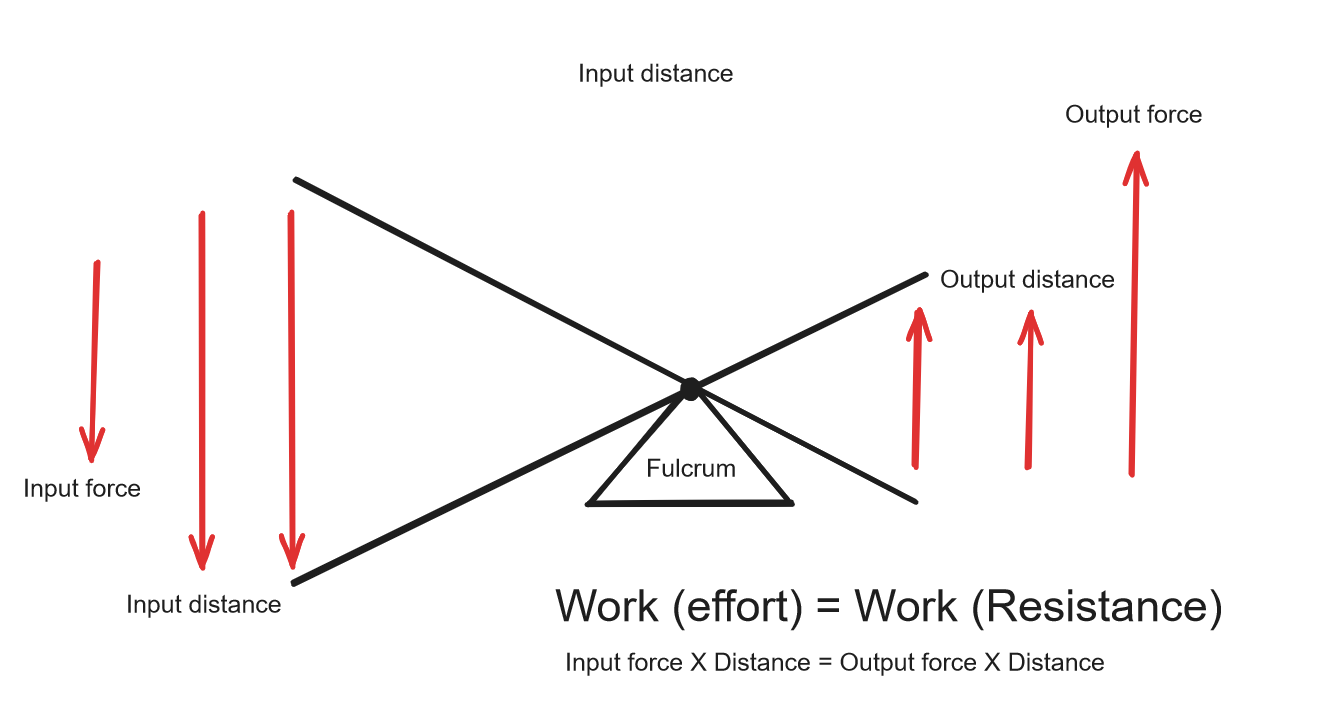 Input distance
Output force
Output distance
Fulcrum
Input force
Input distance
Work (effort) = Work (Resistance)
Input force X Distance = Output force X Distance